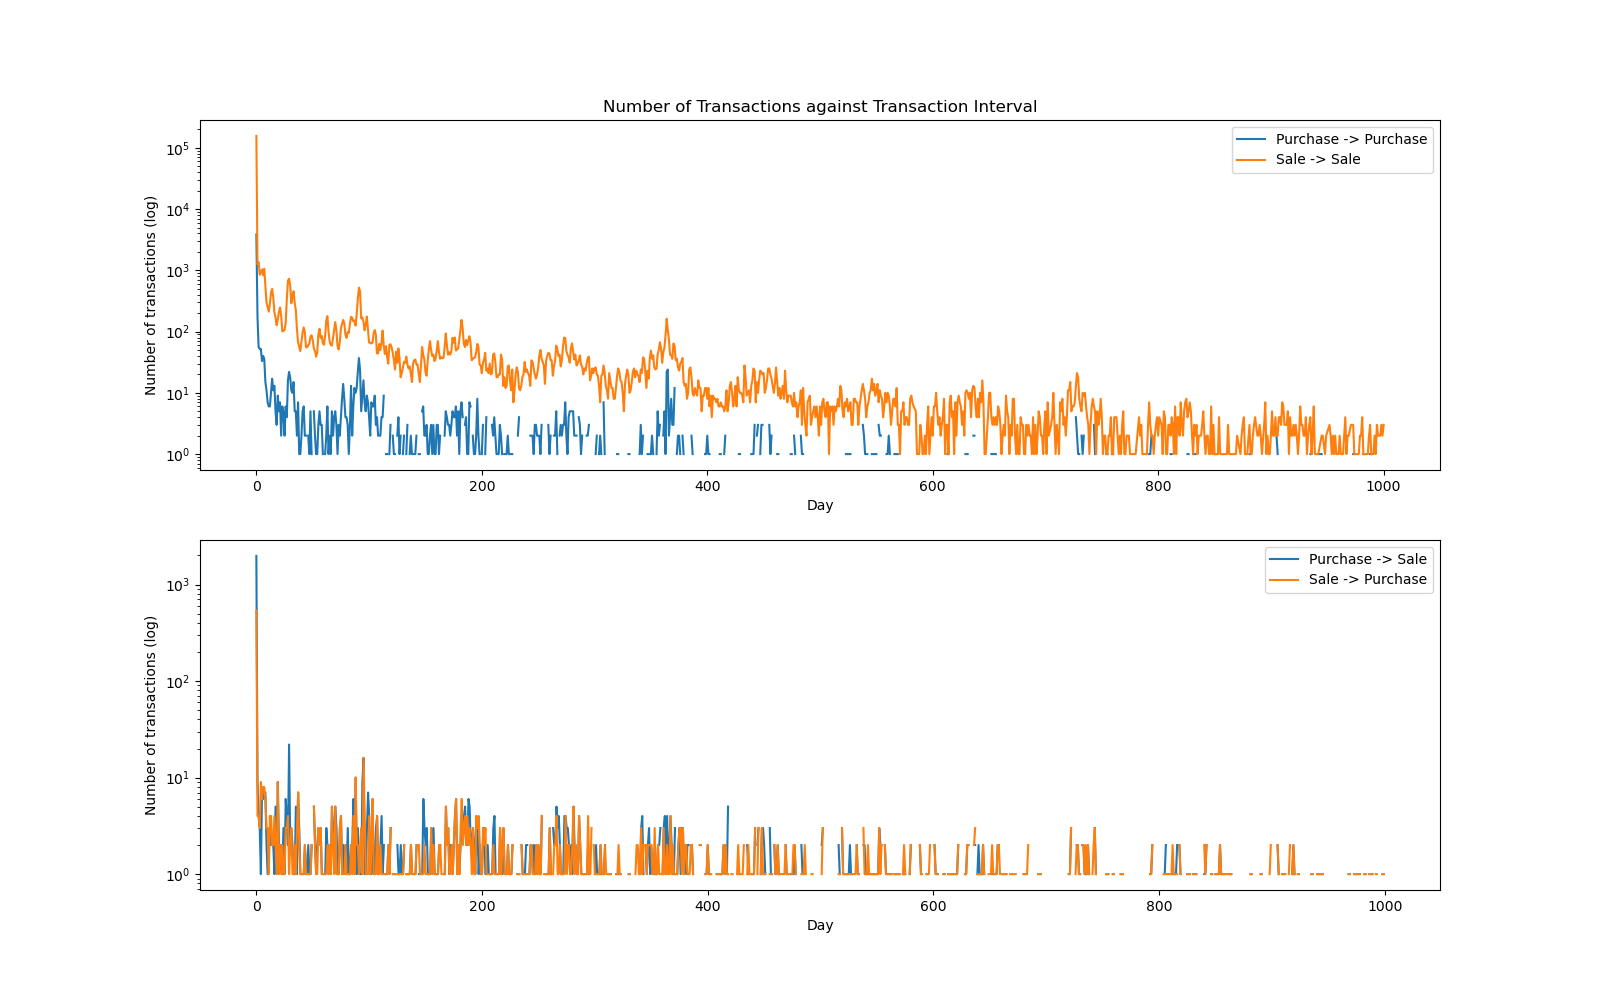 Number of Transactions against Transaction Interval
Number of transactions (log)
10^5
10^4
10^3
10^2
10^1
10^0
Purchase -> Purchase
Sale -> Sale
0 200 400 600 800 1000
Day
Number of transactions (log)
10^3
10^2
10^1
10^0
Purchase -> Sale
Sale -> Purchase
0 200 400 600 800 1000
Day